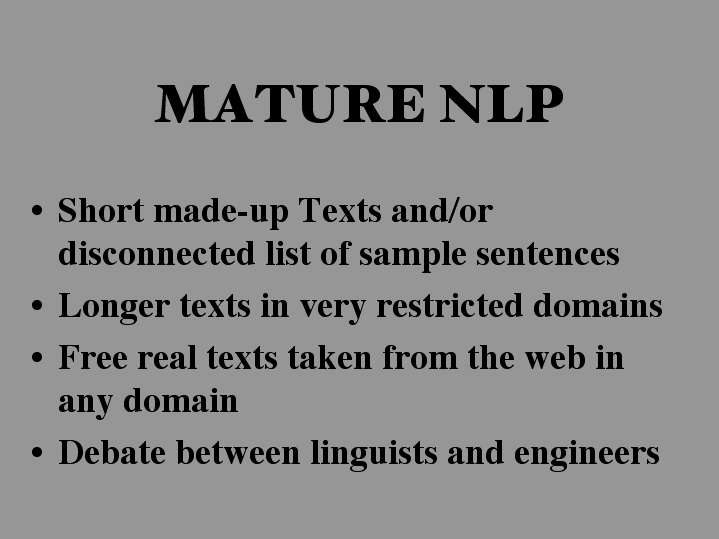 MATURE NLP
• Short made-up Texts and/or
disconnected list of sample sentences
• Longer texts in very restricted domains
• Free real texts taken from the web in
any domain
• Debate between linguists and engineers